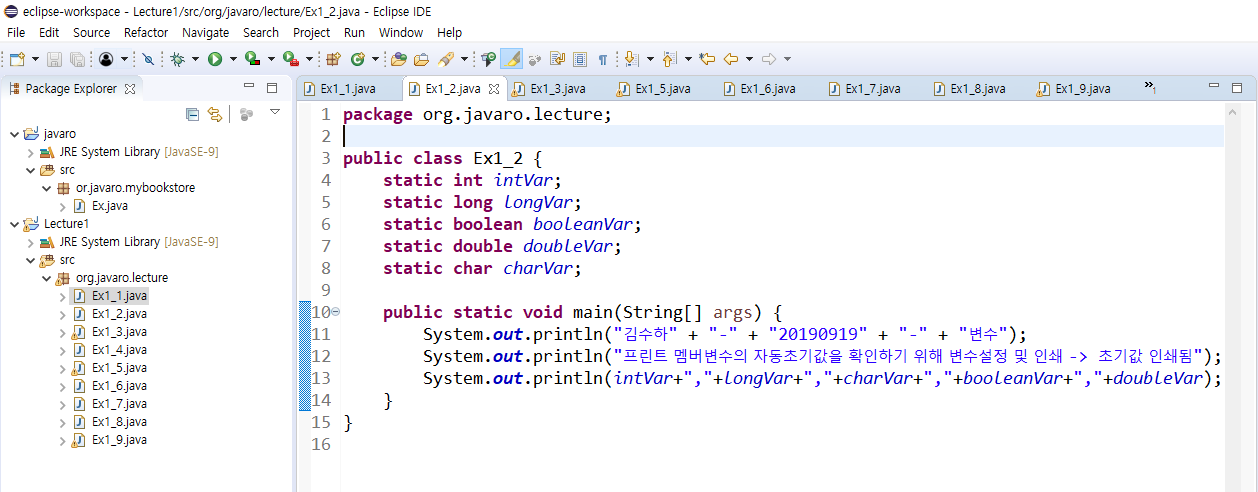 eclipse-workspace - Lecture1/src/org/javaro/lecture/Ex1_2.java - Eclipse IDE
File Edit Source Refactor Navigate Search Project Run Window Help
Package Explorer
javaro
JRE System Library [JavaSE-9]
src
or.javaro.mybookstore
Ex.java
Lecture1
JRE System Library [JavaSE-9]
src
org.javaro.lecture
Ex1_1.java
Ex1_2.java
Ex1_3.java
Ex1_4.java
Ex1_5.java
Ex1_6.java
Ex1_7.java
Ex1_8.java
Ex1_9.java
Ex1_1.java Ex1_2.java Ex1_3.java Ex1_5.java Ex1_6.java Ex1_7.java Ex1_8.java Ex1_9.java »1
1 package org.javaro.lecture;
2
3 public class Ex1_2 {
4 static int intVar;
5 static long longVar;
6 static boolean booleanVar;
7 static double doubleVar;
8 static char charVar;
9
10 public static void main(String[] args) {
11 System.out.println("김수하" + "-" + "20190919" + "-" + "변수");
12 System.out.println("프린트 멤버변수의 자동초기값을 확인하기 위해 변수설정 및 인쇄 -> 초기값 인쇄됨");
13 System.out.println(intVar+","+longVar+","+charVar+","+booleanVar+","+doubleVar);
14 }
15 }
16